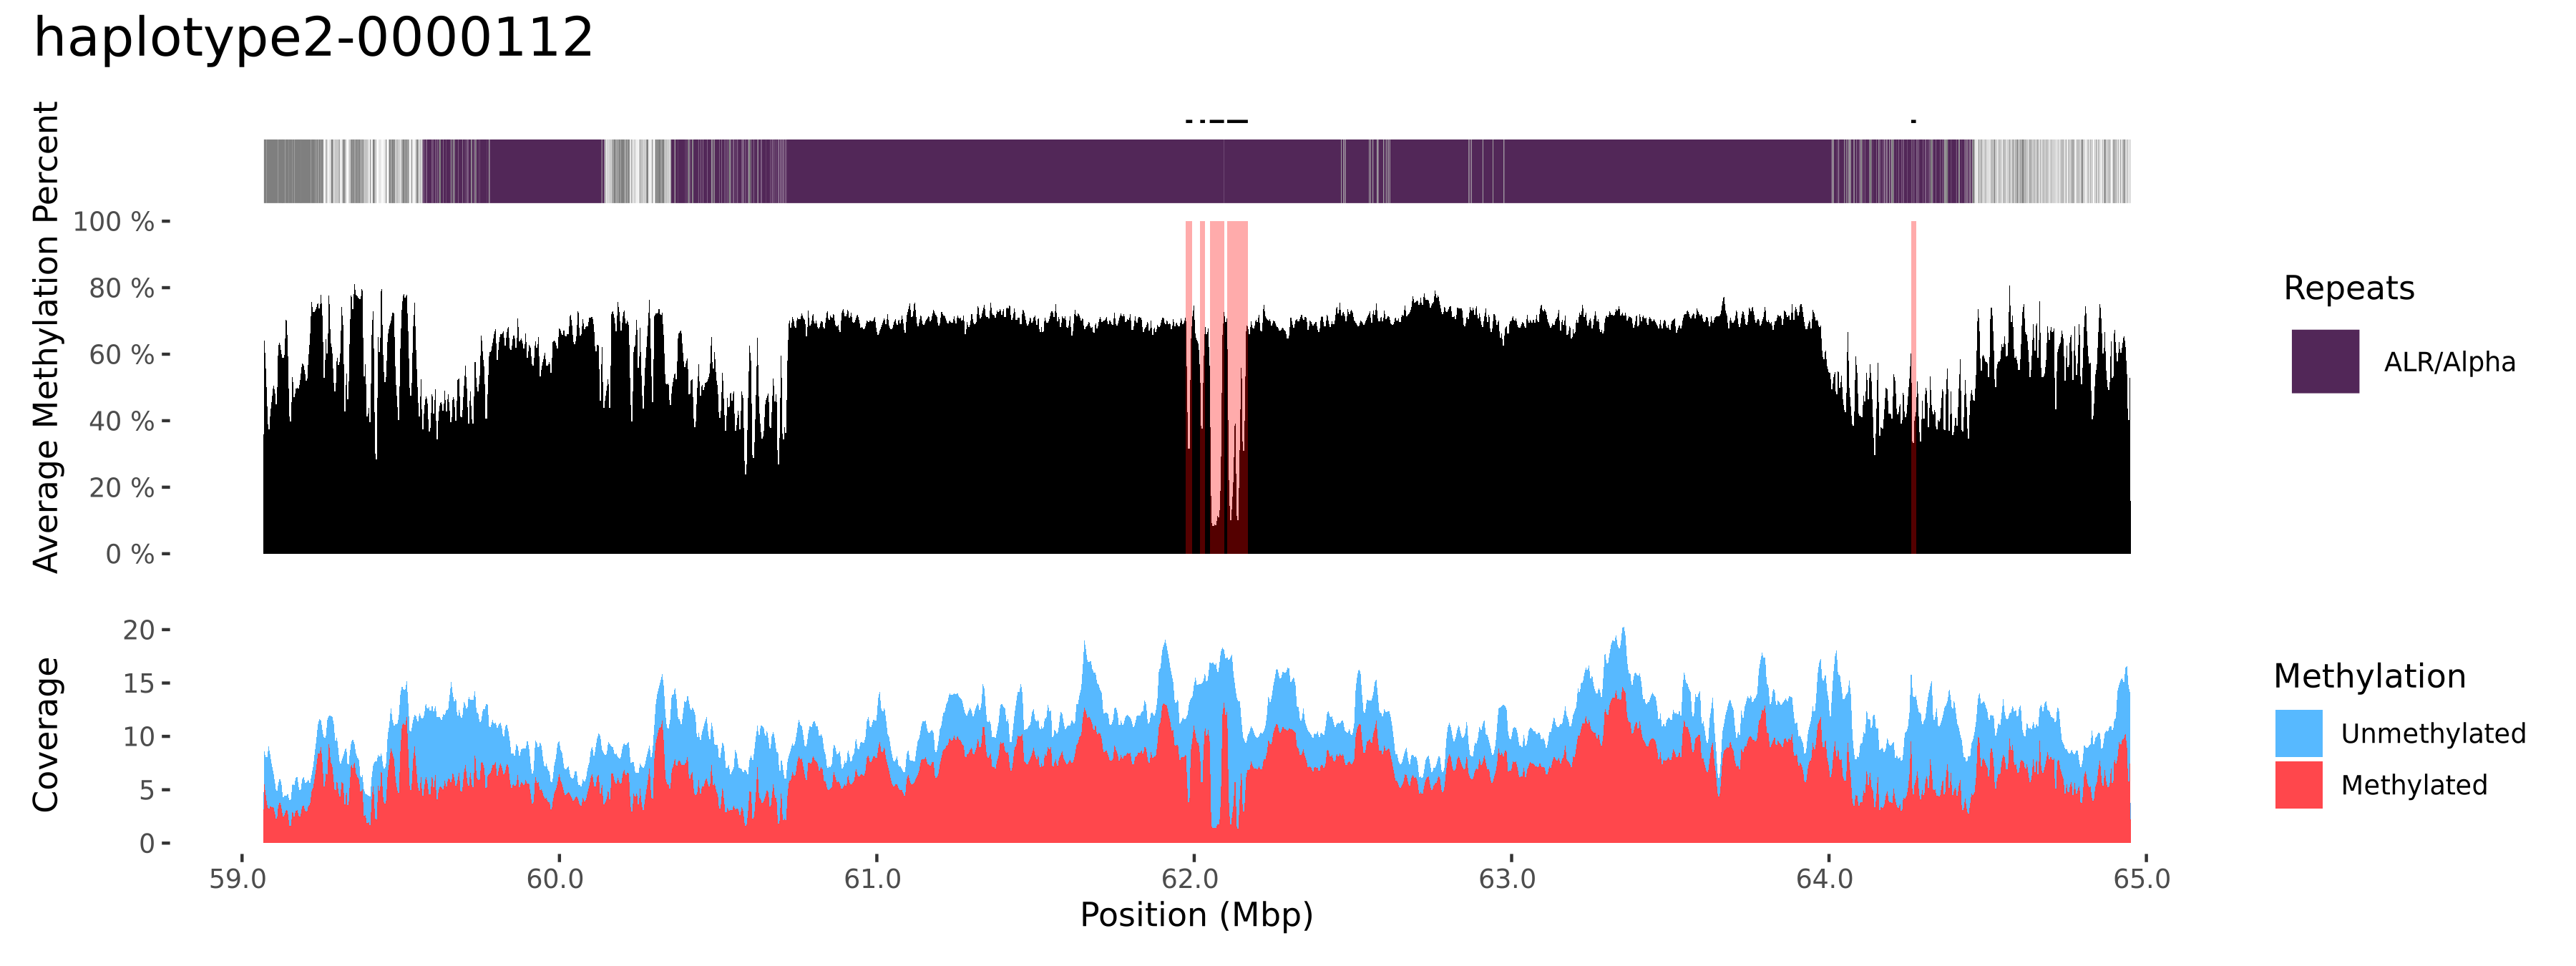 haplotype2-0000112
Average Methylation Percent
100 %
80 %
60 %
40 %
20 %
0 %
Repeats
ALR/Alpha
Coverage
20
15
10
5
0
Methylation
Unmethylated
Methylated
59.0 60.0 61.0 62.0 63.0 64.0 65.0
Position (Mbp)